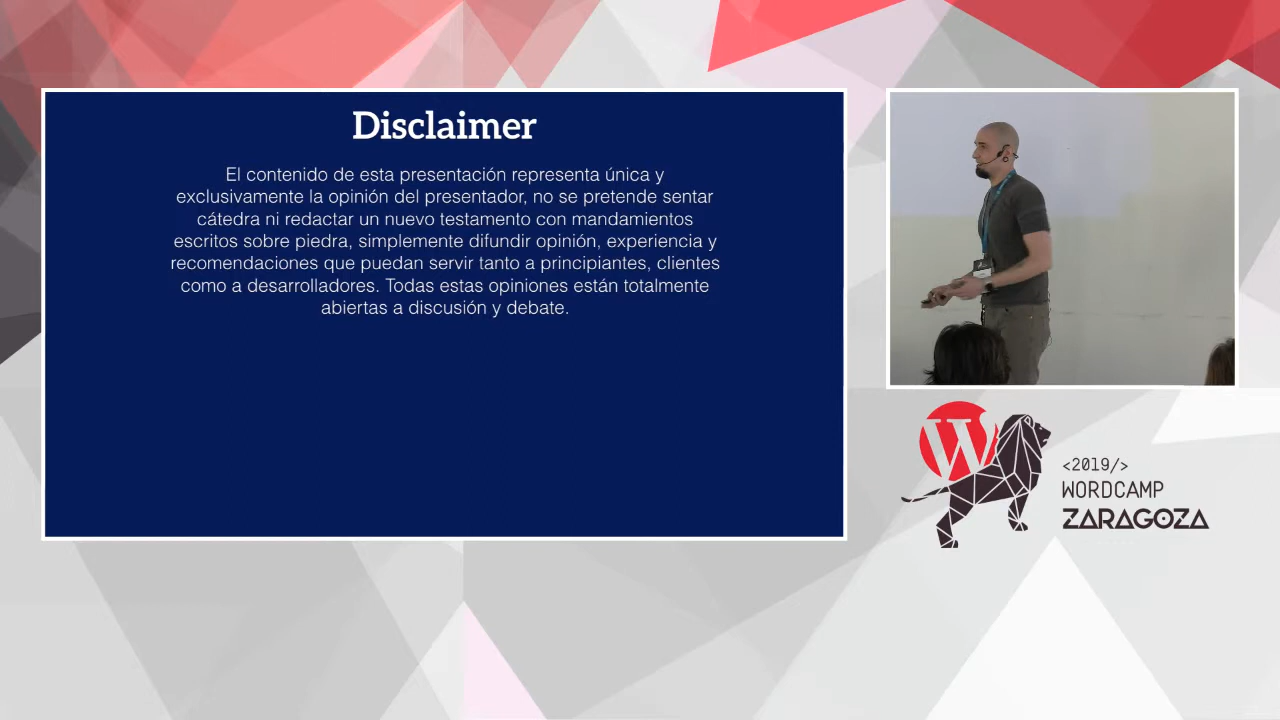 Disclaimer
El contenido de esta presentación representa única y
exclusivamente la opinión del presentador, no se pretende sentar
cátedra ni redactar un nuevo testamento con mandamientos
escritos sobre piedra, simplemente difundir opinión, experiencia y
recomendaciones que puedan servir tanto a principiantes, clientes
como a desarrolladores. Todas estas opiniones están totalmente
abiertas a discusión y debate.
W
<2019/>
WORDCAMP
ZARAGOZA